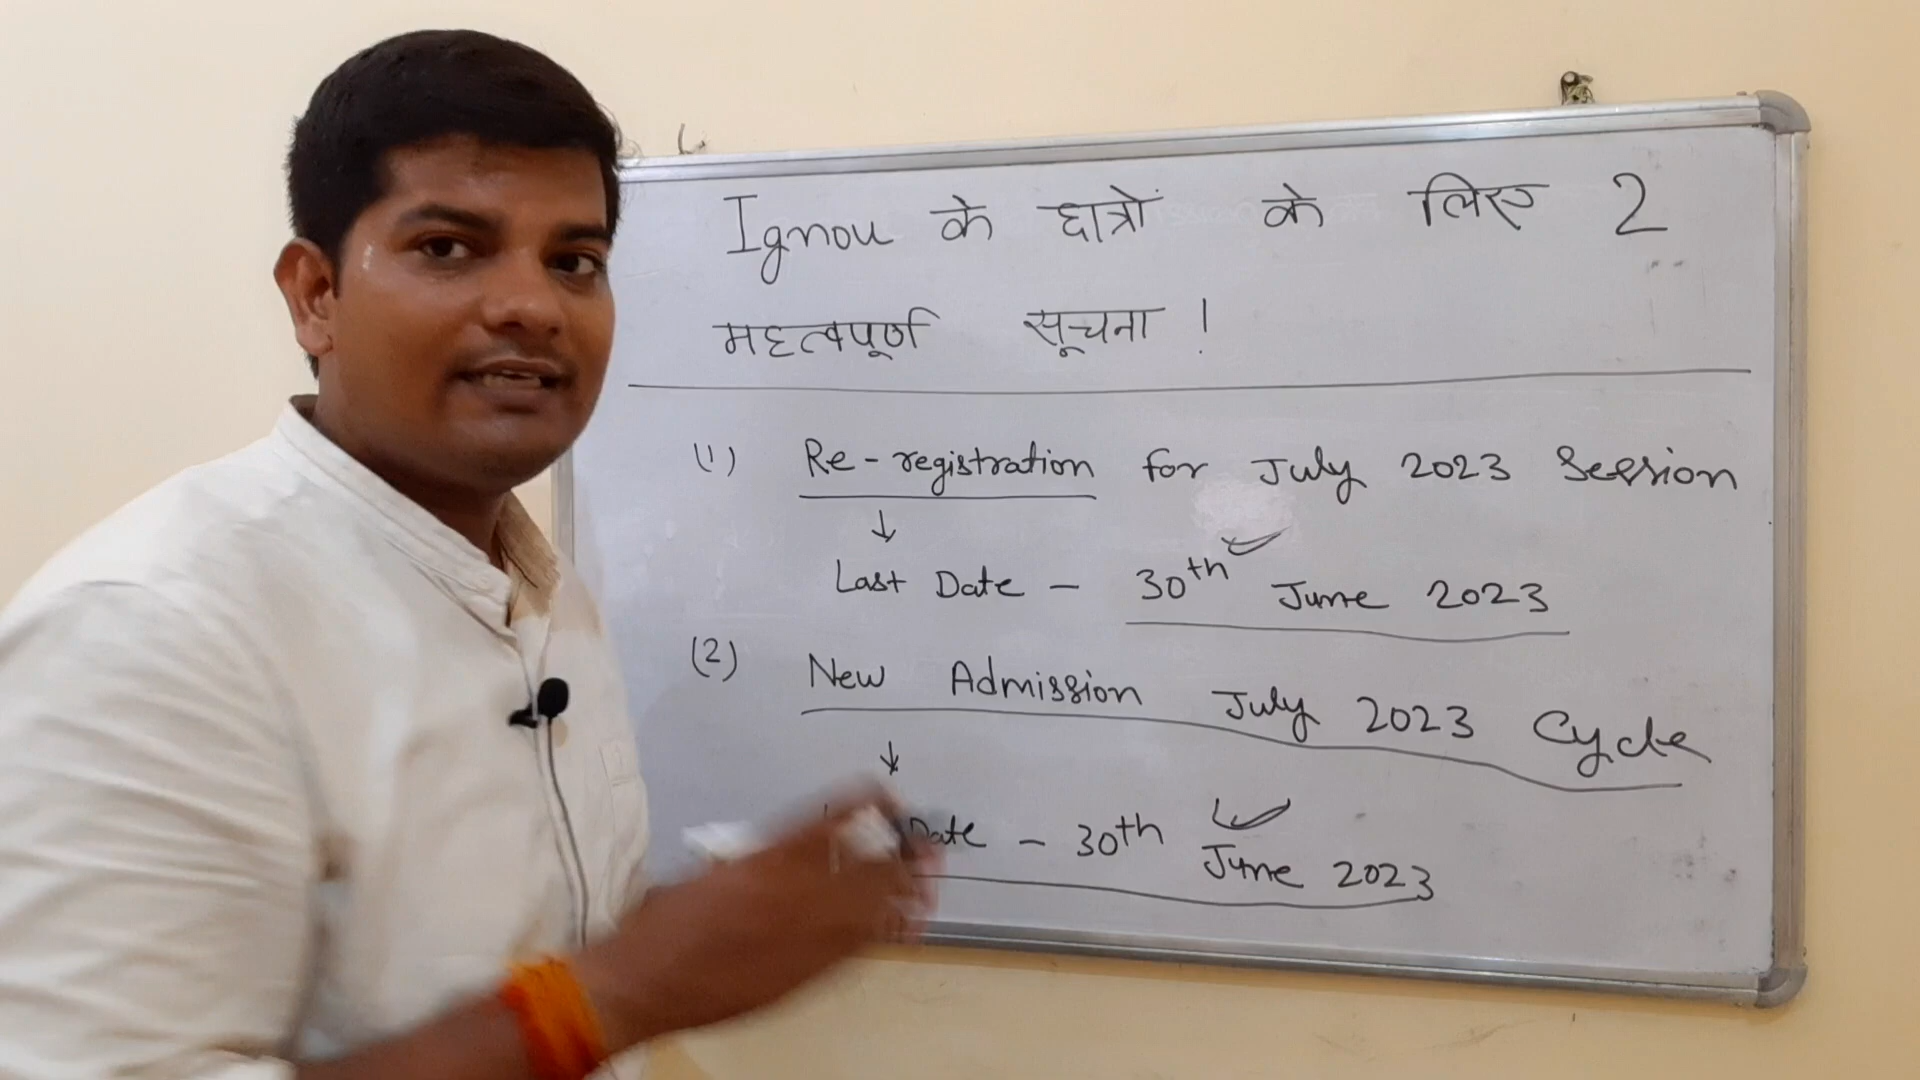 Ignou के छात्रों के लिए 2
महत्वपूर्ण सूचना !
(1) Re-registration for July 2023 Session
↓
Last Date - 30th June 2023
(2) New Admission July 2023 Cycle
↓
Date - 30th June 2023